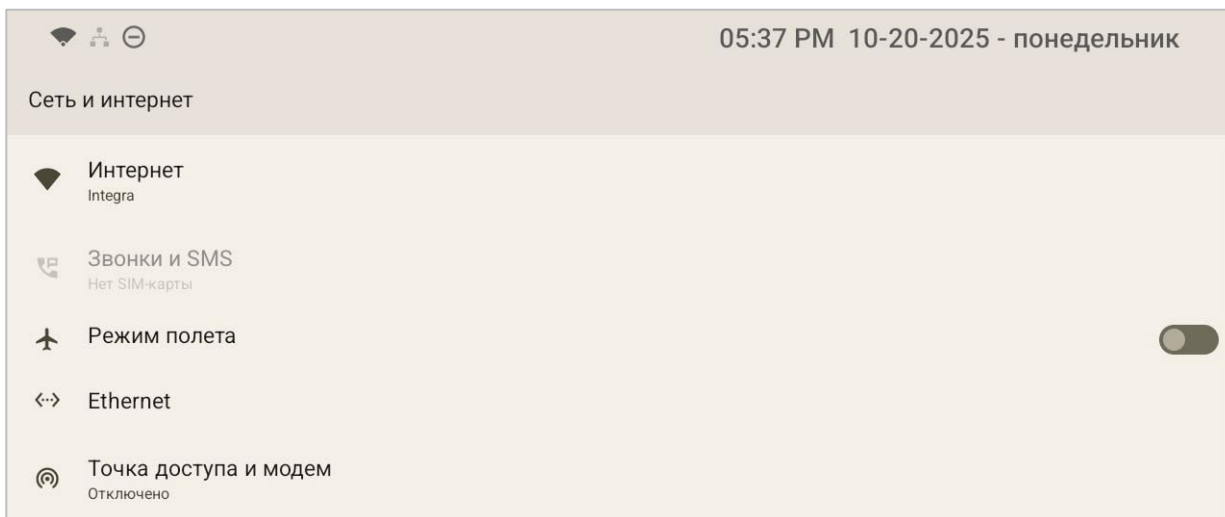 05:37 PM 10-20-2025 - понедельник
Сеть и интернет
Интернет
Integra
Звонки и SMS
Нет SIM-карты
Режим полета
Ethernet
Точка доступа и модем
Отключено